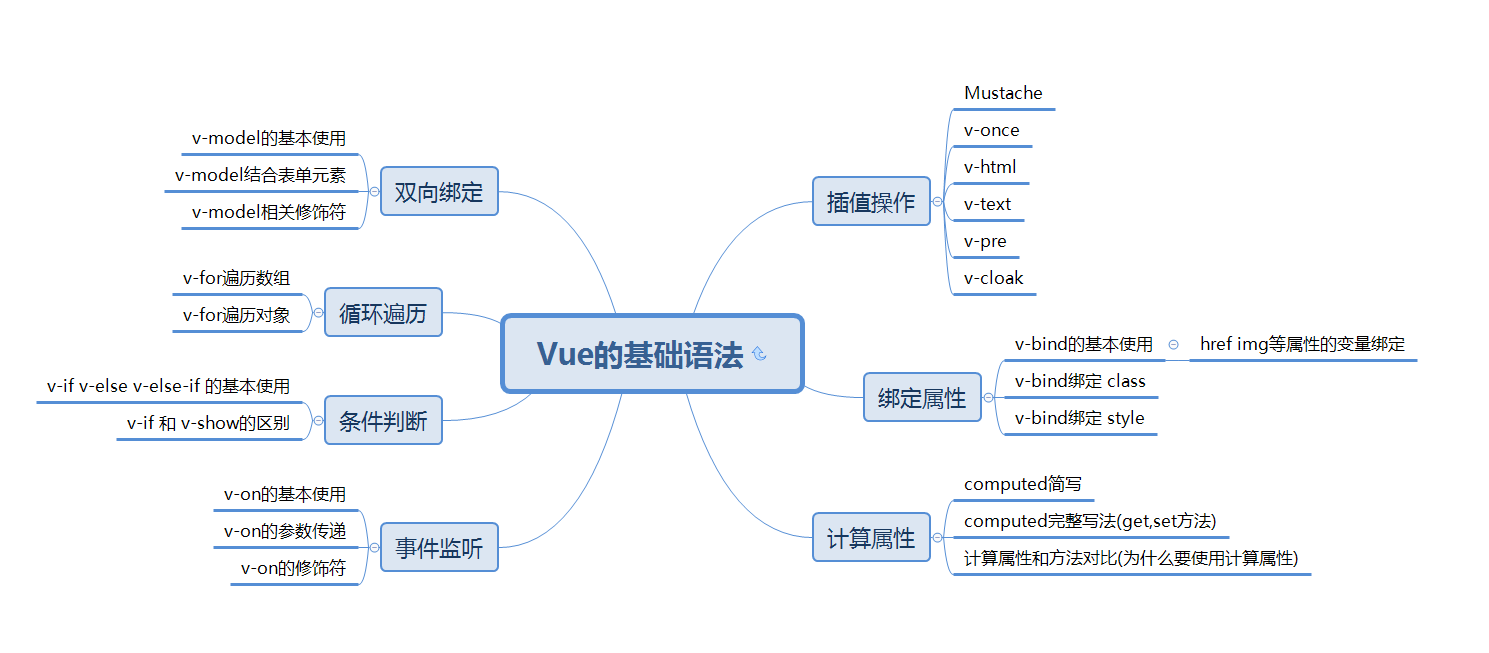 Vue的基础语法
插值操作
Mustache
v-once
v-html
v-text
v-pre
v-cloak
绑定属性
v-bind的基本使用
href img等属性的变量绑定
v-bind绑定 class
v-bind绑定 style
计算属性
computed简写
computed完整写法(get,set方法)
计算属性和方法对比(为什么要使用计算属性)
双向绑定
v-model的基本使用
v-model结合表单元素
v-model相关修饰符
循环遍历
v-for遍历数组
v-for遍历对象
条件判断
v-if v-else v-else-if 的基本使用
v-if 和 v-show的区别
事件监听
v-on的基本使用
v-on的参数传递
v-on的修饰符